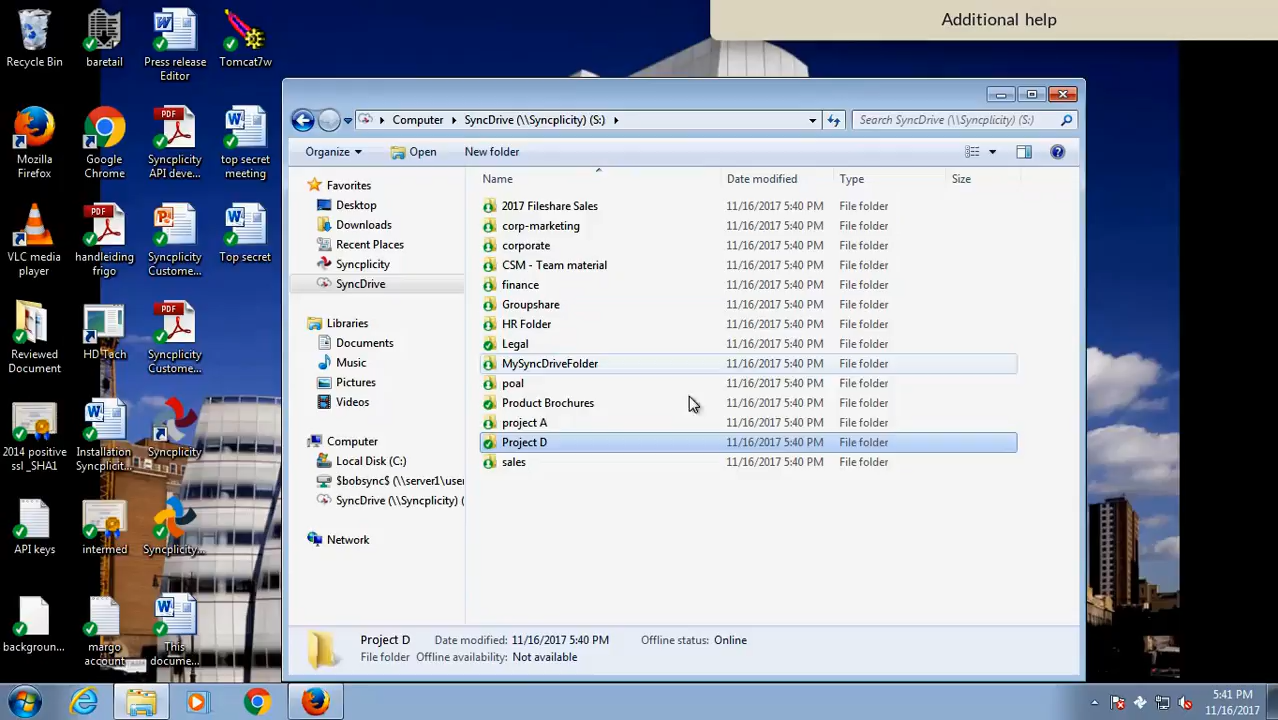 Additional help
Recycle Bin
baretail
Press release
Editor
Tomcat7w
Mozilla
Firefox
Google
Chrome
Syncplicity
API deve...
top secret
meeting
VLC media
player
handleiding
frigo
Syncplicity
Custome...
Top secret
Reviewed
Document
HD Tach
Syncplicity
Custome...
2014 positive
ssl _SHA1
Installation
Syncplicit...
Syncplicity
API keys
intermed
Syncplicity...
backgroun...
margo
account
This
docume...
Computer
SyncDrive (\\Syncplicity) (S:)
Search SyncDrive (\\Syncplicity) (S:)
Organize
Open
New folder
Name
Date modified
Type
Size
Favorites
Desktop
Downloads
Recent Places
Syncplicity
SyncDrive
Libraries
Documents
Music
Pictures
Videos
Computer
Local Disk (C:)
$bobsync$ (\\server1\user
SyncDrive (\\Syncplicity) (
Network
2017 Fileshare Sales 11/16/2017 5:40 PM File folder
corp-marketing 11/16/2017 5:40 PM File folder
corporate 11/16/2017 5:40 PM File folder
CSM - Team material 11/16/2017 5:40 PM File folder
finance 11/16/2017 5:40 PM File folder
Groupshare 11/16/2017 5:40 PM File folder
HR Folder 11/16/2017 5:40 PM File folder
Legal 11/16/2017 5:40 PM File folder
MySyncDriveFolder 11/16/2017 5:40 PM File folder
poal 11/16/2017 5:40 PM File folder
Product Brochures 11/16/2017 5:40 PM File folder
project A 11/16/2017 5:40 PM File folder
Project D 11/16/2017 5:40 PM File folder
sales 11/16/2017 5:40 PM File folder
Project D Date modified: 11/16/2017 5:40 PM Offline status: Online
File folder Offline availability: Not available
5:41 PM
11/16/2017